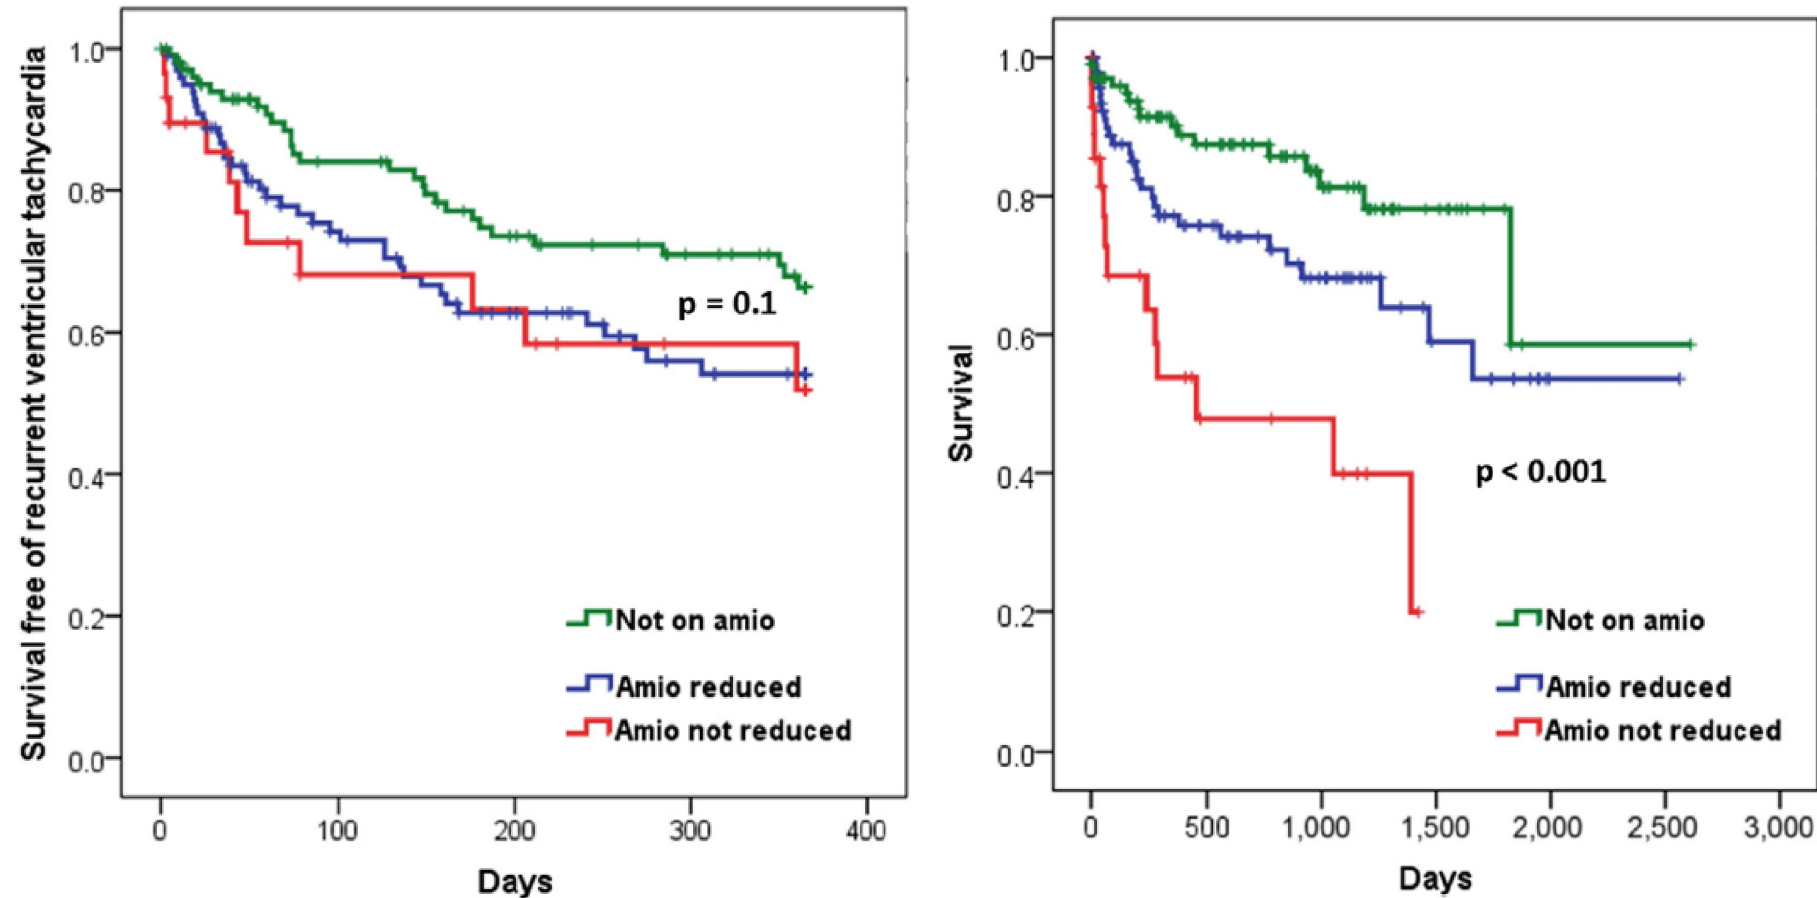 Survival free of recurrent ventricular tachycardia
1.0
0.8
0.6
0.4
0.2
0.0
p = 0.1
Not on amio
Amio reduced
Amio not reduced
0 100 200 300 400
Days
Survival
1.0
0.8
0.6
0.4
0.2
0.0
p < 0.001
Not on amio
Amio reduced
Amio not reduced
0 500 1,000 1,500 2,000 2,500 3,000
Days